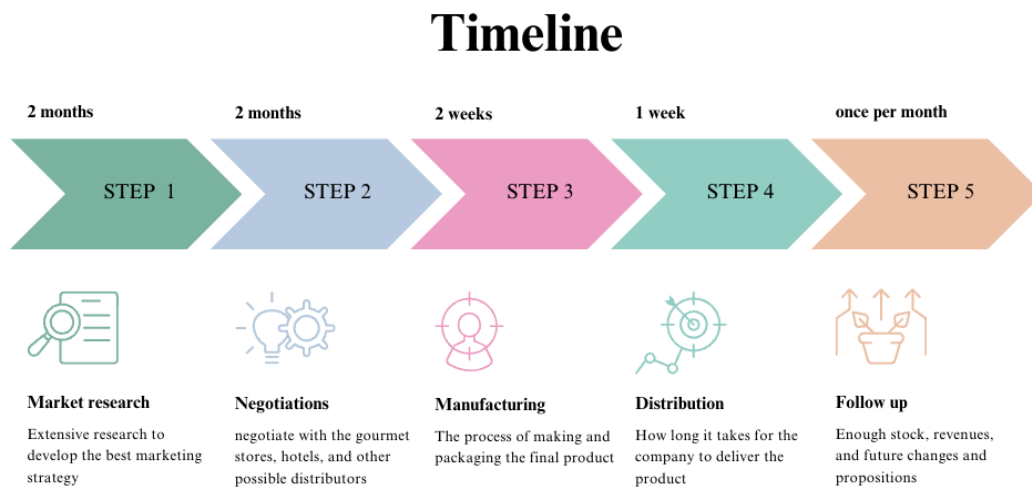 Timeline
2 months
2 months
2 weeks
1 week
once per month
STEP 1
STEP 2
STEP 3
STEP 4
STEP 5
Market research
Extensive research to
develop the best marketing
strategy
Negotiations
negotiate with the gourmet
stores, hotels, and other
possible distributors
Manufacturing
The process of making and
packaging the final product
Distribution
How long it takes for the
company to deliver the
product
Follow up
Enough stock, revenues,
and future changes and
propositions